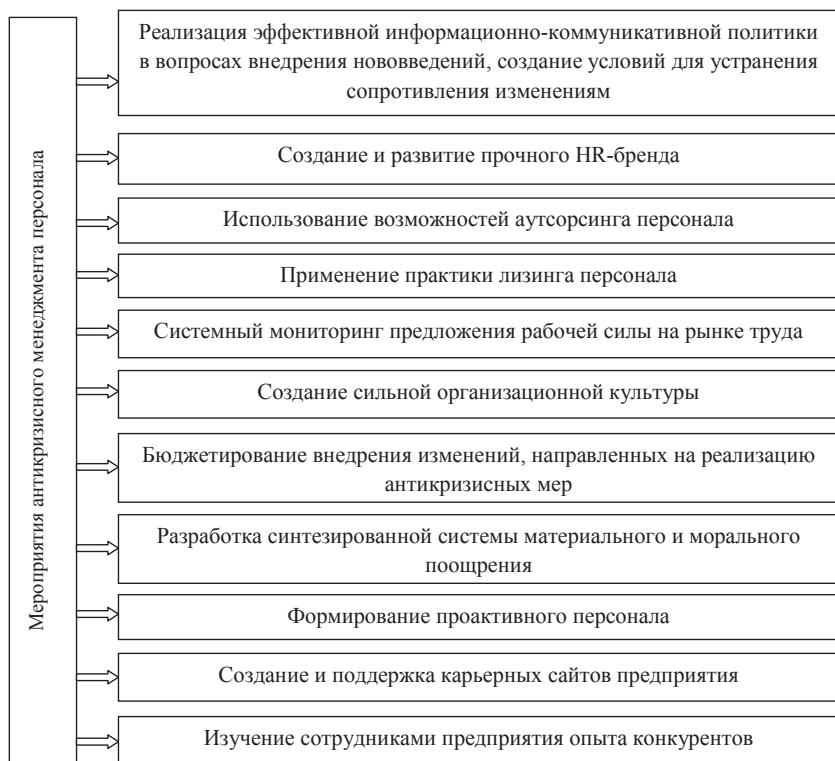 Мероприятия антикризисного менеджмента персонала
Реализация эффективной информационно-коммуникативной политики
в вопросах внедрения нововведений, создание условий для устранения
сопротивления изменениям
Создание и развитие прочного HR-бренда
Использование возможностей аутсорсинга персонала
Применение практики лизинга персонала
Системный мониторинг предложения рабочей силы на рынке труда
Создание сильной организационной культуры
Бюджетирование внедрения изменений, направленных на реализацию
антикризисных мер
Разработка синтезированной системы материального и морального
поощрения
Формирование проактивного персонала
Создание и поддержка карьерных сайтов предприятия
Изучение сотрудниками предприятия опыта конкурентов